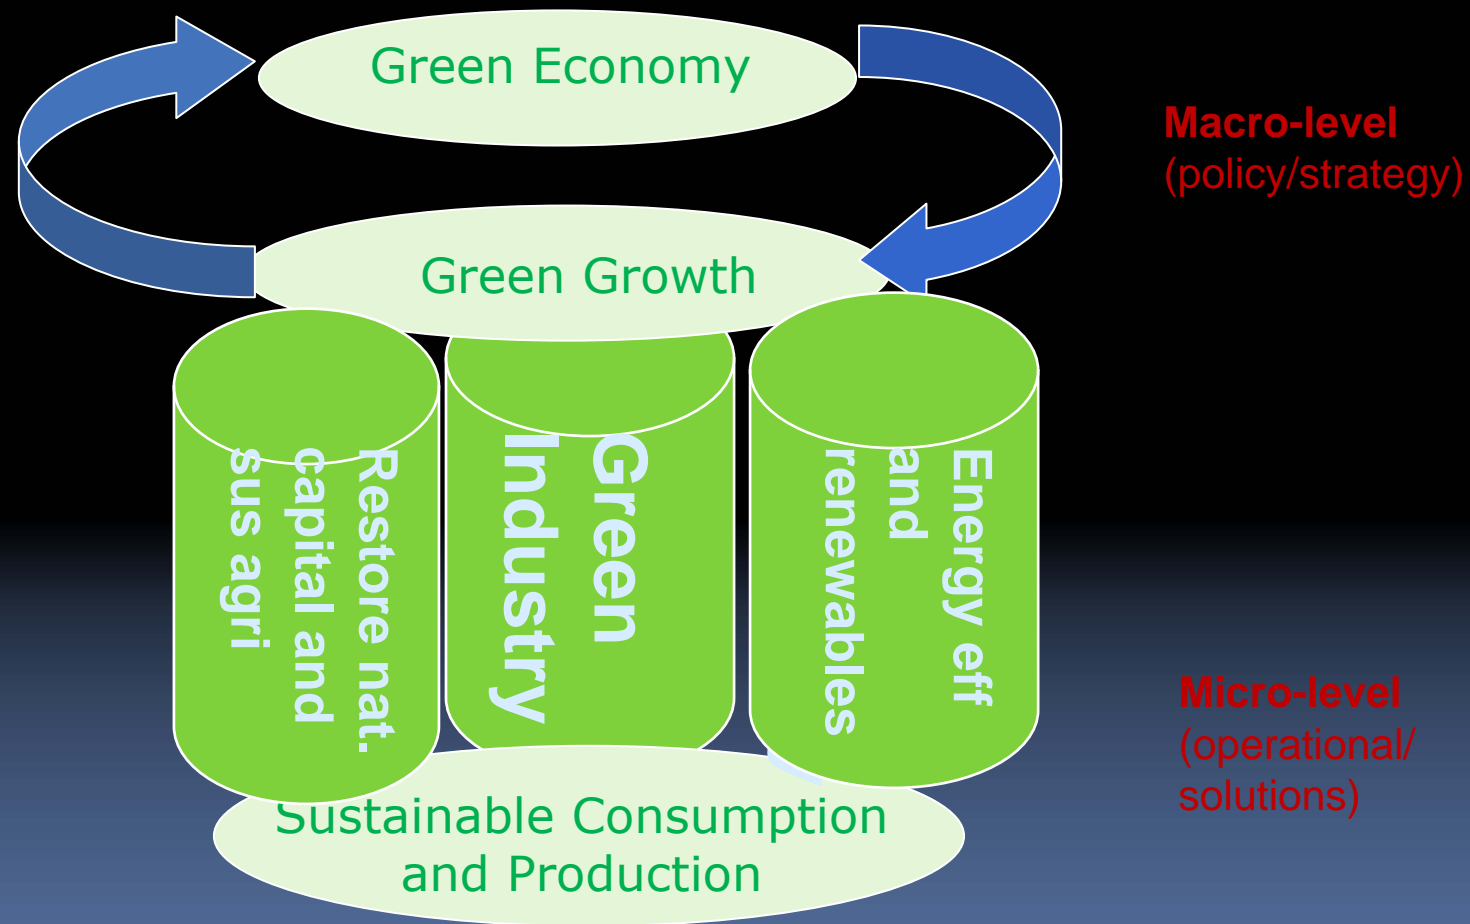 Green Economy
Macro-level
(policy/strategy)
Green Growth
Restore nat.
capital and
sus agri
Green
Industry
Energy eff
and
renewables
Micro-level
(operational/
solutions)
Sustainable Consumption
and Production